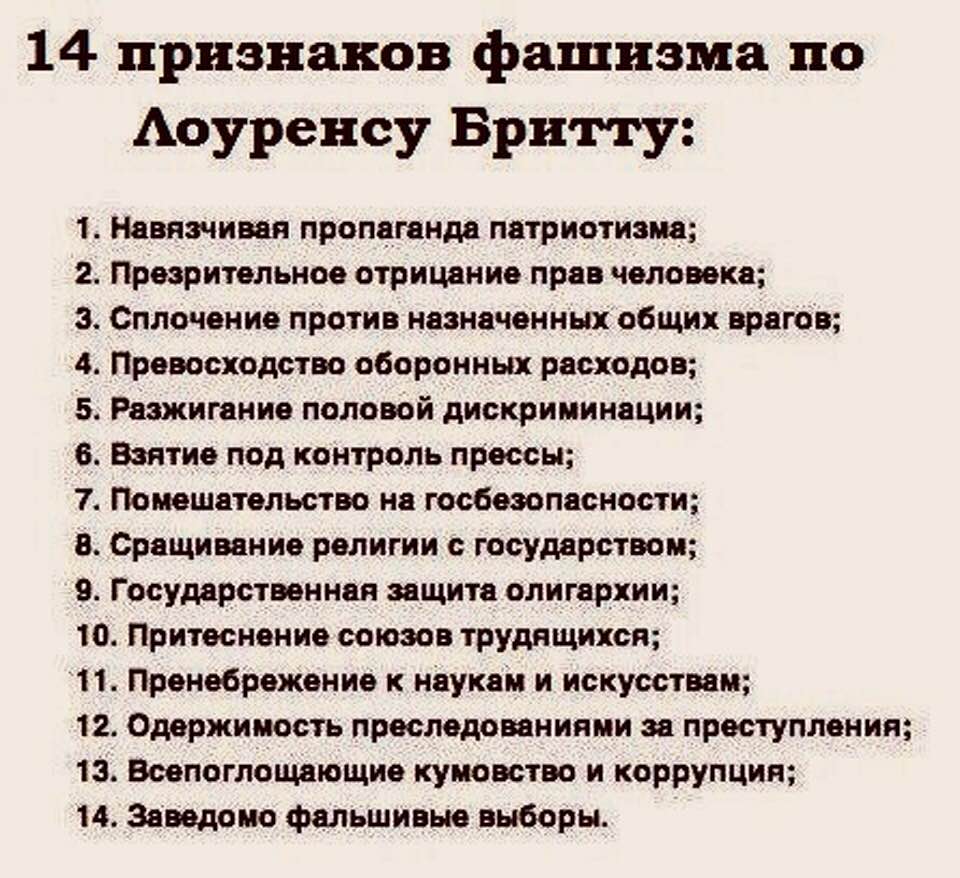 14 признаков фашизма по
Лоуренсу Бритту:
1. Навязчивая пропаганда патриотизма;
2. Презрительное отрицание прав человека;
3. Сплочение против назначенных общих врагов;
4. Превосходство оборонных расходов;
5. Разжигание половой дискриминации;
6. Взятие под контроль прессы;
7. Помешательство на госбезопасности;
8. Сращивание религии с государством;
9. Государственная защита олигархии;
10. Притеснение союзов трудящихся;
11. Пренебрежение к наукам и искусствам;
12. Одержимость преследованиями за преступления;
13. Всепоглощающие кумовство и коррупция;
14. Заведомо фальшивые выборы.